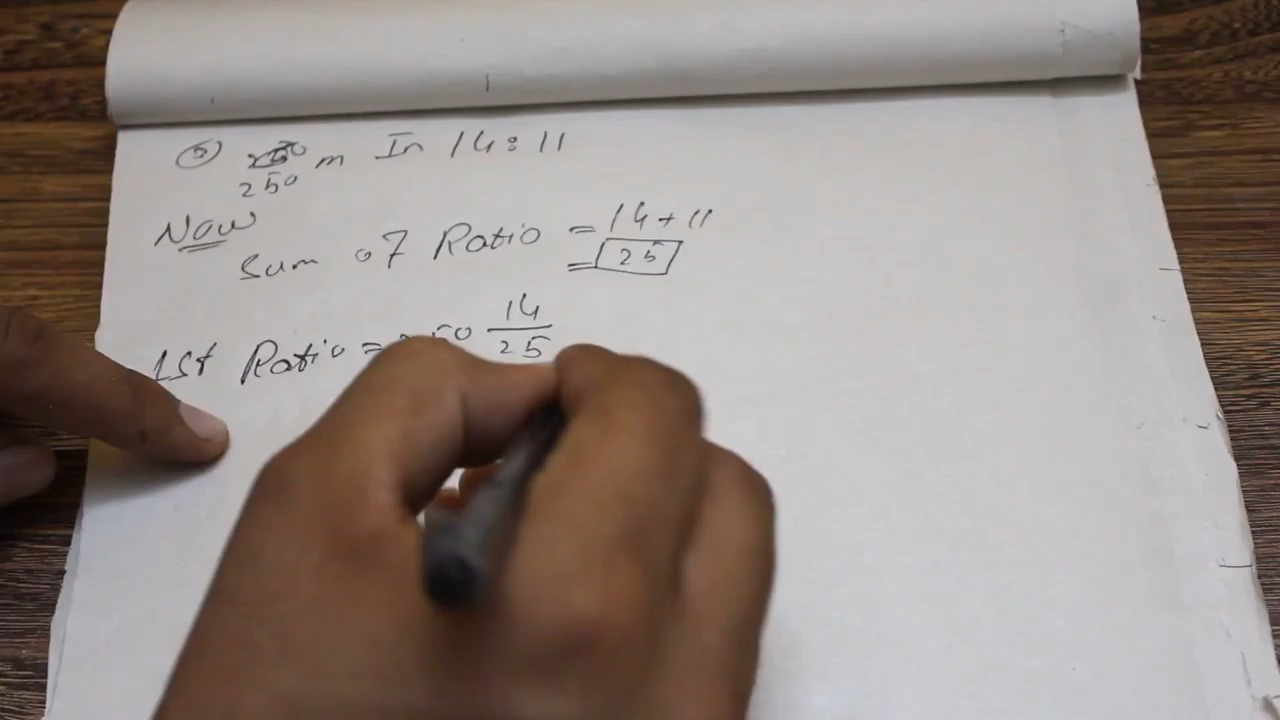 5 m In 14:11
250
Now
Sum of Ratio = 14 + 11
= 25
1st Ratio = 14
25